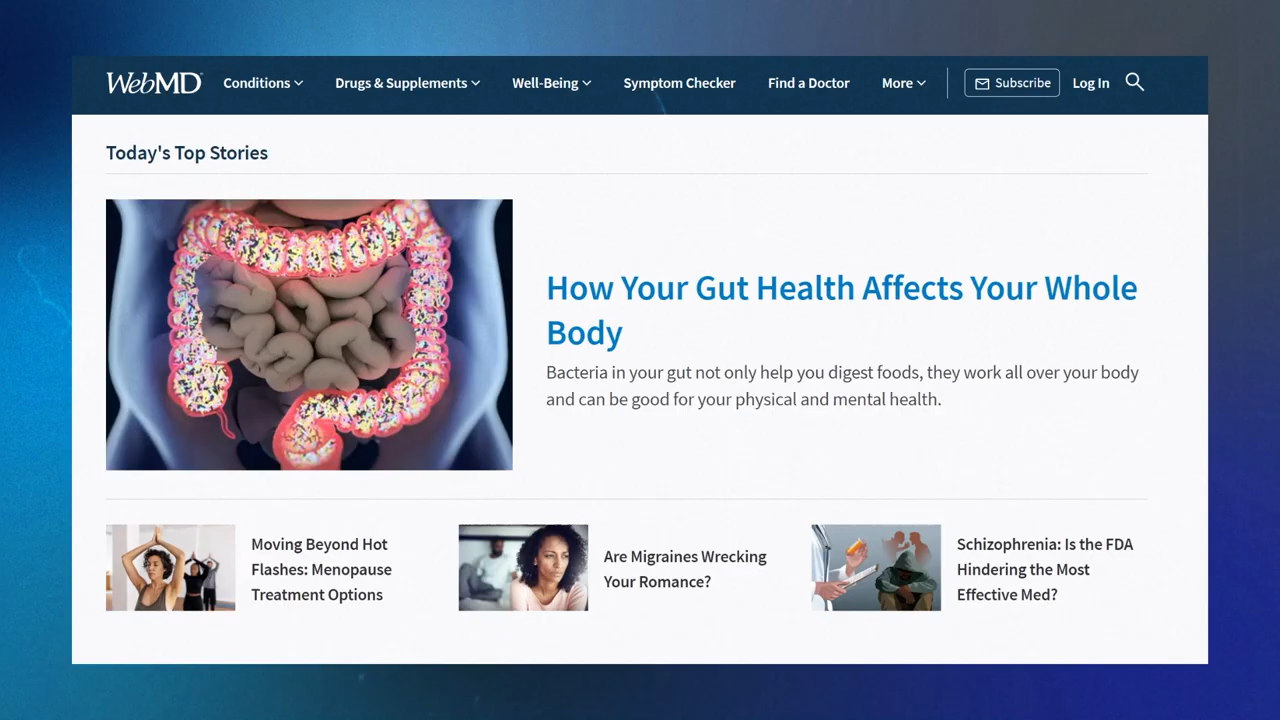 WebMD Conditions Drugs & Supplements Well-Being Symptom Checker Find a Doctor More Subscribe Log In
Today's Top Stories
How Your Gut Health Affects Your Whole
Body
Bacteria in your gut not only help you digest foods, they work all over your body
and can be good for your physical and mental health.
Moving Beyond Hot
Flashes: Menopause
Treatment Options
Are Migraines Wrecking
Your Romance?
Schizophrenia: Is the FDA
Hindering the Most
Effective Med?